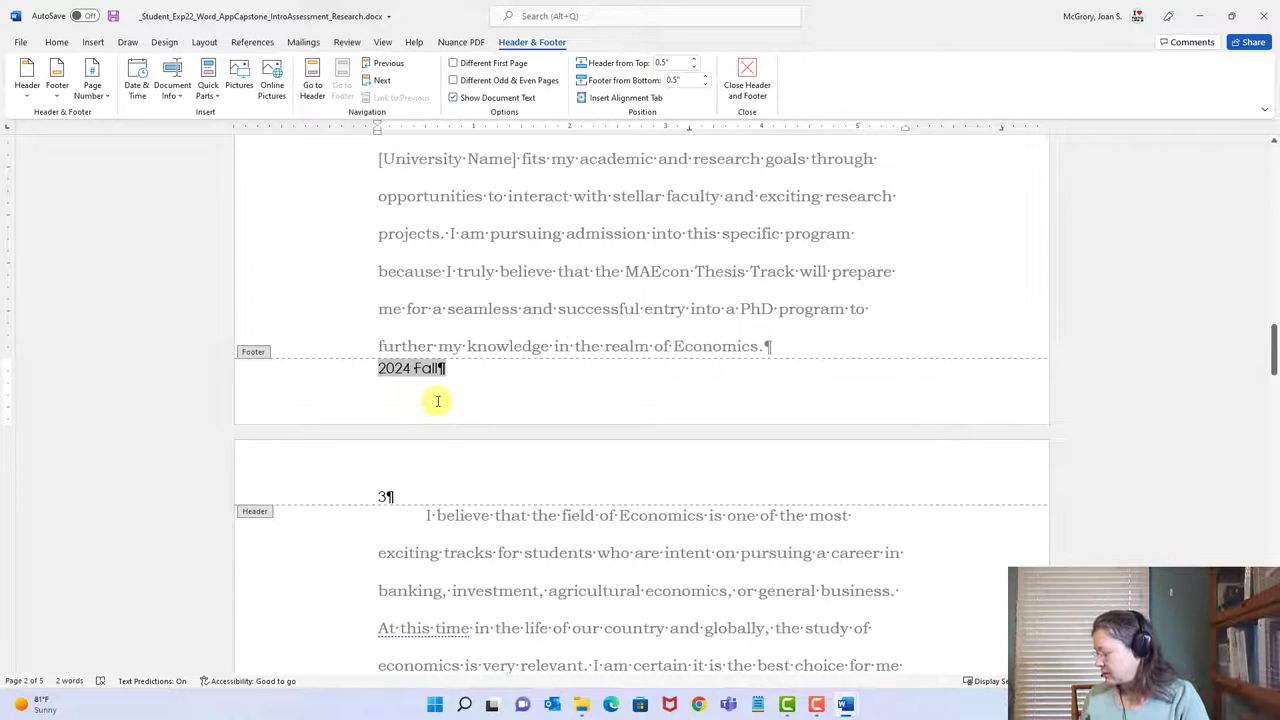 AutoSave Off _Student_Exp22_Word_AppCapstone_IntroAssessment_Research.docx Search (Alt+Q) McGrory, Joan S.
File Home Insert Draw Design Layout References Mailings Review View Help Nuance PDF Header & Footer Comments Share
Header Footer Page Number Date & Time Document Info Quick Parts Pictures Online Pictures Go to Header Go to Footer Previous Next Link to Previous Different First Page Different Odd & Even Pages Show Document Text Header from Top: 0.5" Footer from Bottom: 0.5" Insert Alignment Tab Close Header and Footer
Header & Footer Insert Navigation Options Position Close
1 2 3 4 5
[University·Name]·fits·my·academic·and·research·goals·through·
opportunities·to·interact·with·stellar·faculty·and·exciting·research·
projects.·I·am·pursuing·admission·into·this·specific·program·
because·I·truly·believe·that·the·MAEcon·Thesis·Track·will·prepare·
me·for·a·seamless·and·successful·entry·into·a·PhD·program·to·
further·my·knowledge·in·the·realm·of·Economics.¶
Footer
2024·Fall¶
3¶
Header
I·believe·that·the·field·of·Economics·is·one·of·the·most·
exciting·tracks·for·students·who·are·intent·on·pursuing·a·career·in·
banking,·investment,·agricultural·economics,·or·general·business.·
At·this·time·in·the·life·of·our·country·and·globally,·the·study·of·
economics·is·very·relevant.·I·am·certain·it·is·the·best·choice·for·me·
Page 2 of 5 2 words Text Predictions: On Accessibility: Good to go Display
81°F
Sunny